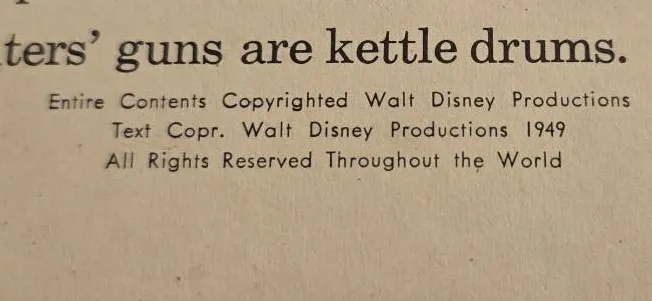 ters’ guns are kettle drums.
Entire Contents Copyrighted Walt Disney Productions
Text Copr. Walt Disney Productions 1949
All Rights Reserved Throughout the World